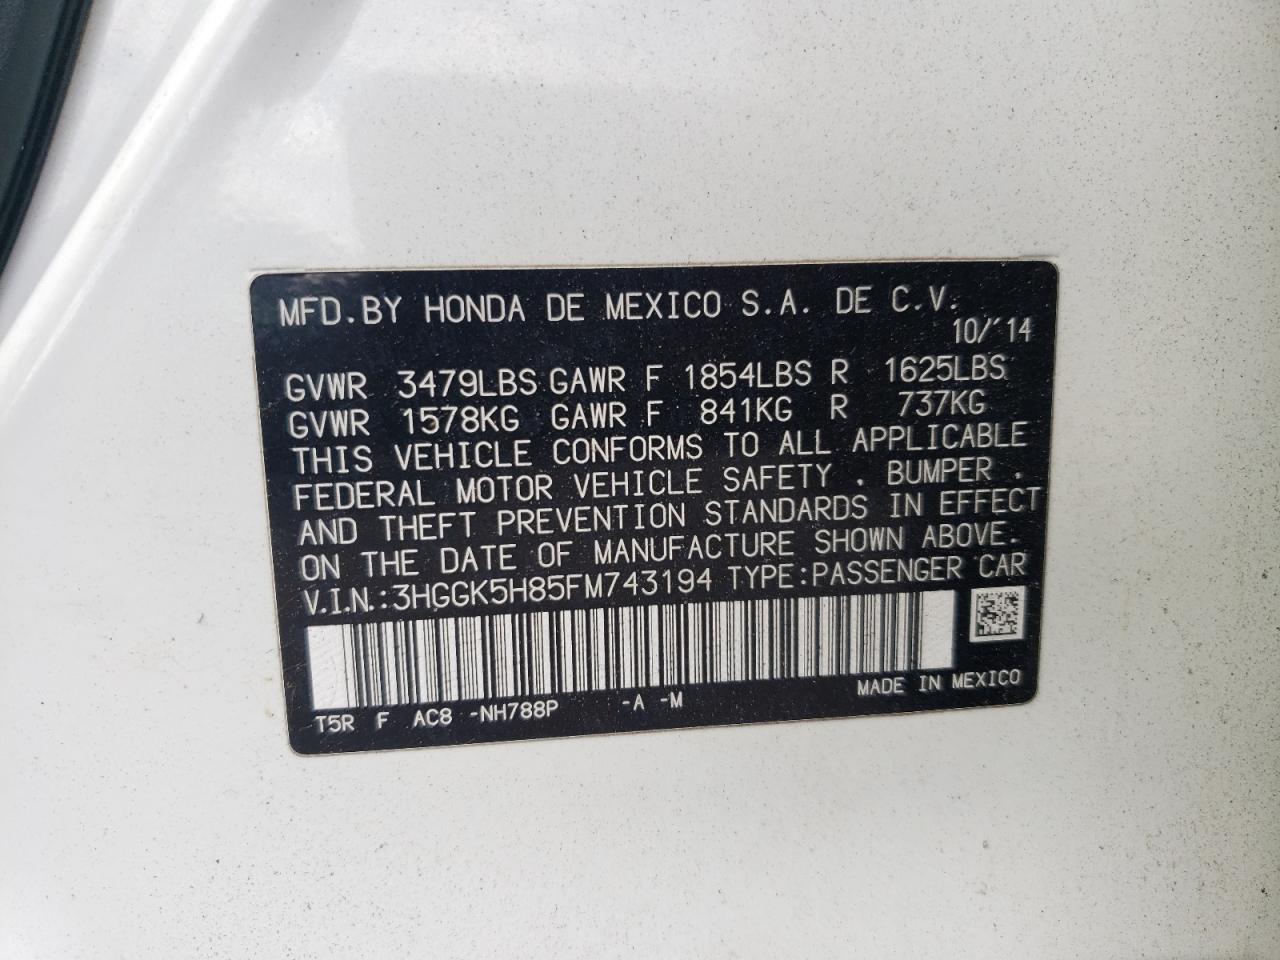 MFD.BY HONDA DE MEXICO S.A. DE C.V.
10/'14
GVWR 3479LBS GAWR F 1854LBS R 1625LBS
GVWR 1578KG GAWR F 841KG R 737KG
THIS VEHICLE CONFORMS TO ALL APPLICABLE
FEDERAL MOTOR VEHICLE SAFETY , BUMPER ,
AND THEFT PREVENTION STANDARDS IN EFFECT
ON THE DATE OF MANUFACTURE SHOWN ABOVE.
V.I.N.:3HGGK5H85FM743194 TYPE:PASSENGER CAR
T5R F AC8 -NH788P -A -M MADE IN MEXICO